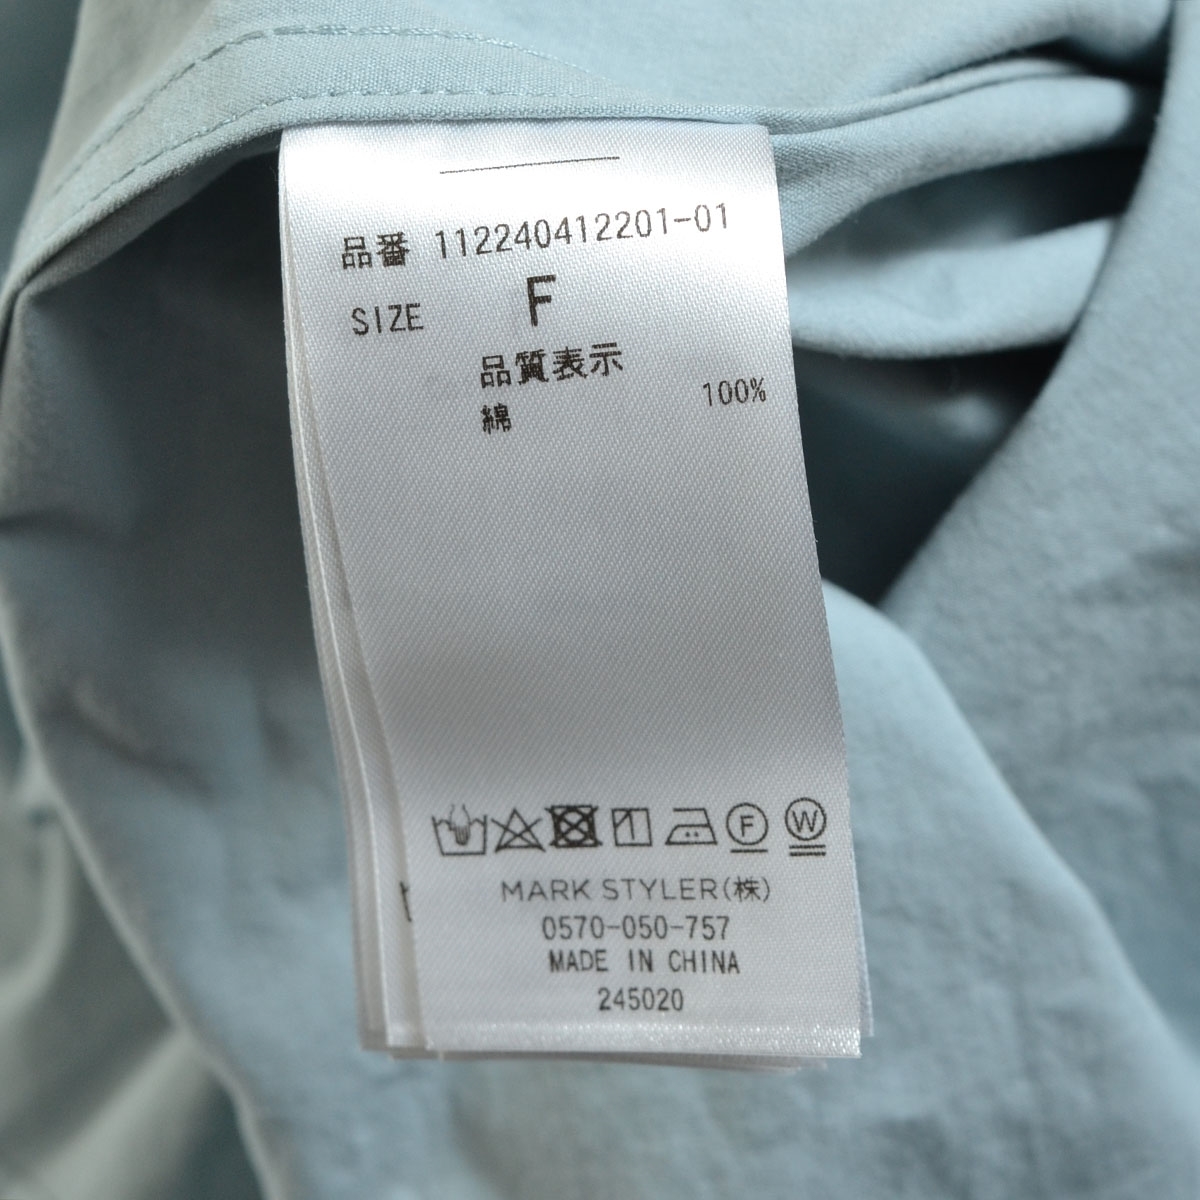 品番 112240412201-01
SIZE F
品質表示
綿 100%
F W
MARK STYLER(株)
0570-050-757
MADE IN CHINA
245020